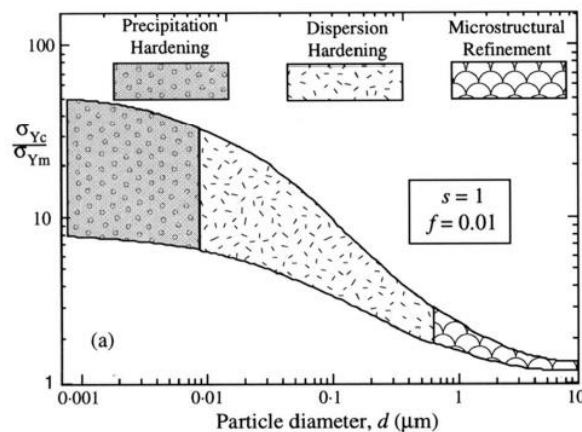 Precipitation Hardening
Dispersion Hardening
Microstructural Refinement
100
σYc
σYm
10
1
s = 1
f = 0.01
(a)
0·001
0·01
0·1
1
10
Particle diameter, d (μm)